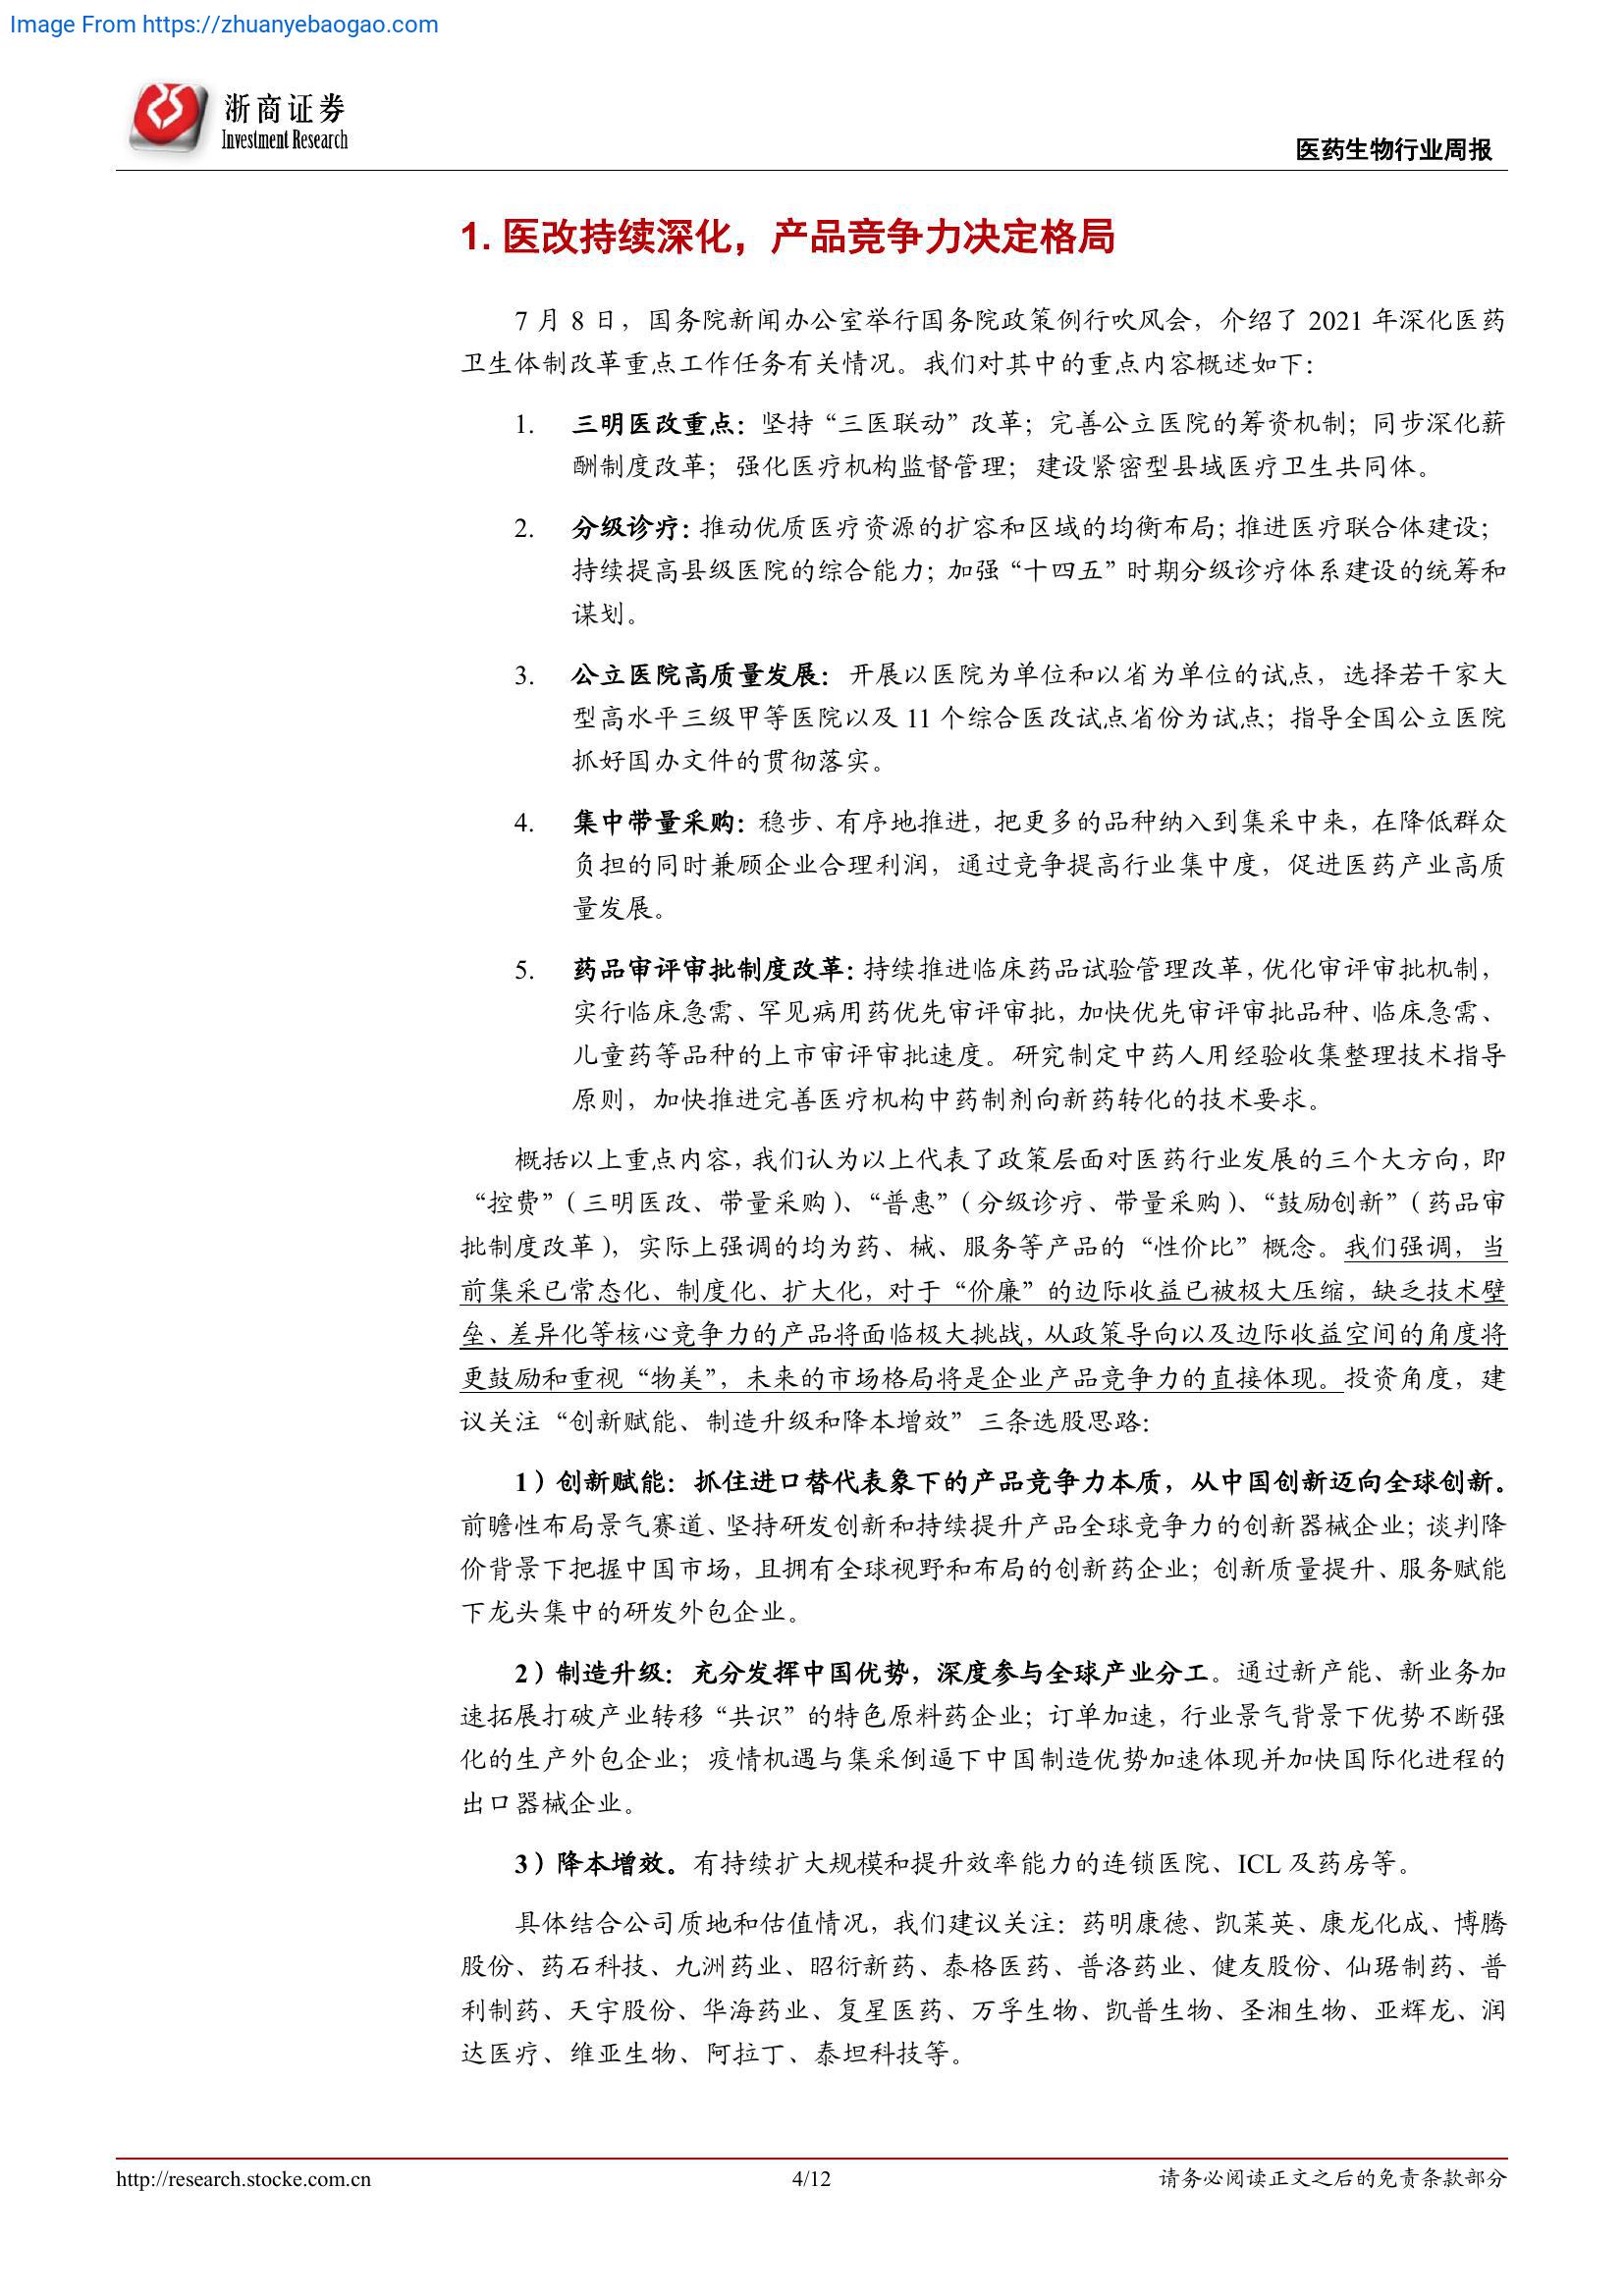 Image From https://zhuanyebaogao.com
浙商证券
Investment Research
医药生物行业周报
1. 医改持续深化，产品竞争力决定格局
7 月 8 日，国务院新闻办公室举行国务院政策例行吹风会，介绍了 2021 年深化医药
卫生体制改革重点工作任务有关情况。我们对其中的重点内容概述如下：
1. 三明医改重点：坚持“三医联动”改革；完善公立医院的筹资机制；同步深化薪
酬制度改革；强化医疗机构监督管理；建设紧密型县域医疗卫生共同体。
2. 分级诊疗：推动优质医疗资源的扩容和区域的均衡布局；推进医疗联合体建设；
持续提高县级医院的综合能力；加强“十四五”时期分级诊疗体系建设的统筹和
谋划。
3. 公立医院高质量发展：开展以医院为单位和以省为单位的试点，选择若干家大
型高水平三级甲等医院以及 11 个综合医改试点省份为试点；指导全国公立医院
抓好国办文件的贯彻落实。
4. 集中带量采购：稳步、有序地推进，把更多的品种纳入到集采中来，在降低群众
负担的同时兼顾企业合理利润，通过竞争提高行业集中度，促进医药产业高质
量发展。
5. 药品审评审批制度改革：持续推进临床药品试验管理改革，优化审评审批机制，
实行临床急需、罕见病用药优先审评审批，加快优先审评审批品种、临床急需、
儿童药等品种的上市审评审批速度。研究制定中药人用经验收集整理技术指导
原则，加快推进完善医疗机构中药制剂向新药转化的技术要求。
概括以上重点内容，我们认为以上代表了政策层面对医药行业发展的三个大方向，即
“控费”（三明医改、带量采购）、“普惠”（分级诊疗、带量采购）、“鼓励创新”（药品审
批制度改革），实际上强调的均为药、械、服务等产品的“性价比”概念。我们强调，当
前集采已常态化、制度化、扩大化，对于“价廉”的边际收益已被极大压缩，缺乏技术壁
垒、差异化等核心竞争力的产品将面临极大挑战，从政策导向以及边际收益空间的角度将
更鼓励和重视“物美”，未来的市场格局将是企业产品竞争力的直接体现。投资角度，建
议关注“创新赋能、制造升级和降本增效”三条选股思路：
1）创新赋能：抓住进口替代表象下的产品竞争力本质，从中国创新迈向全球创新。
前瞻性布局景气赛道、坚持研发创新和持续提升产品全球竞争力的创新器械企业；谈判降
价背景下把握中国市场，且拥有全球视野和布局的创新药企业；创新质量提升、服务赋能
下龙头集中的研发外包企业。
2）制造升级：充分发挥中国优势，深度参与全球产业分工。通过新产能、新业务加
速拓展打破产业转移“共识”的特色原料药企业；订单加速，行业景气背景下优势不断强
化的生产外包企业；疫情机遇与集采倒逼下中国制造优势加速体现并加快国际化进程的
出口器械企业。
3）降本增效。有持续扩大规模和提升效率能力的连锁医院、ICL 及药房等。
具体结合公司质地和估值情况，我们建议关注：药明康德、凯莱英、康龙化成、博腾
股份、药石科技、九洲药业、昭衍新药、泰格医药、普洛药业、健友股份、仙琚制药、普
利制药、天宇股份、华海药业、复星医药、万孚生物、凯普生物、圣湘生物、亚辉龙、润
达医疗、维亚生物、阿拉丁、泰坦科技等。
http://research.stocke.com.cn
4/12
请务必阅读正文之后的免责条款部分